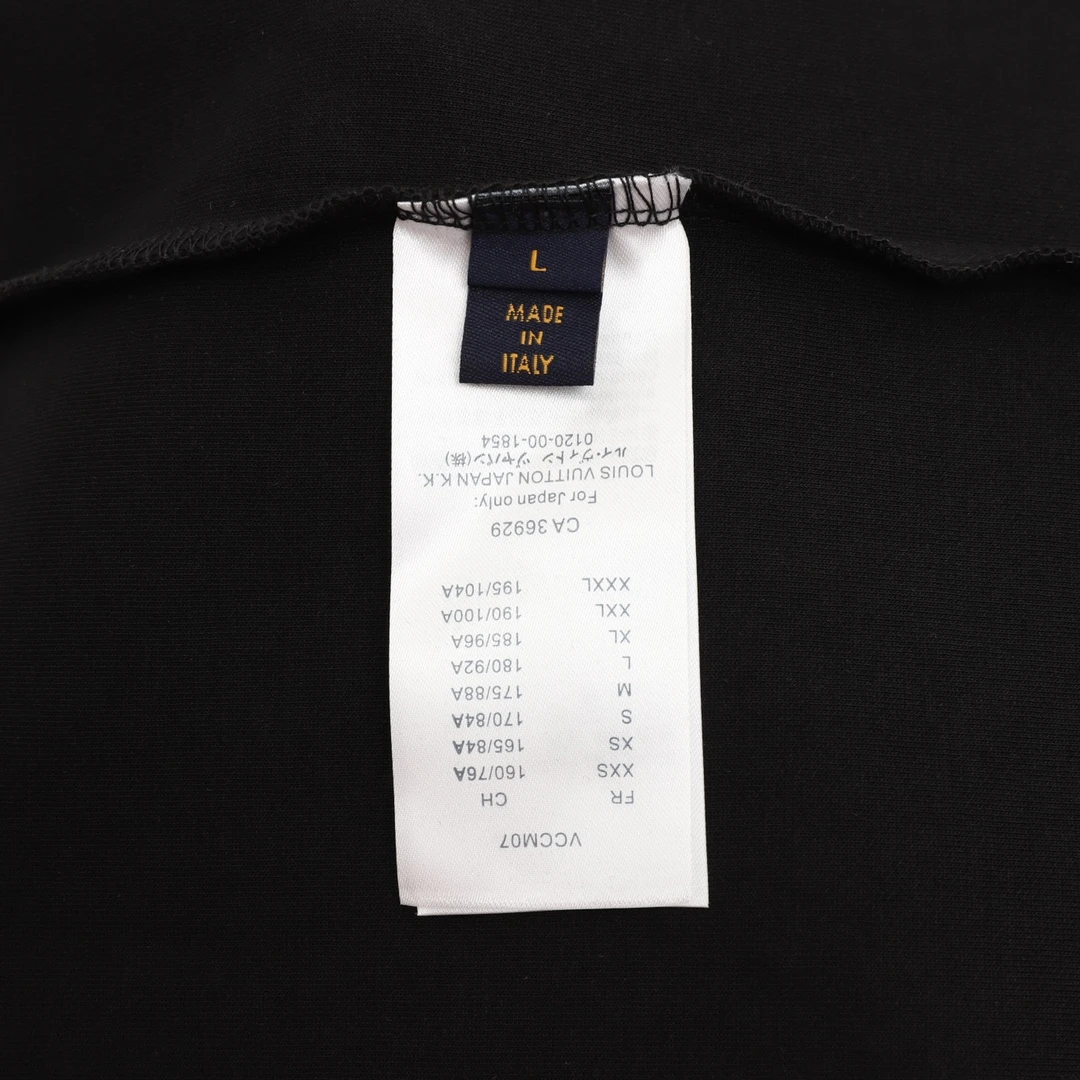 L
MADE
IN
ITALY
VCCM07
FR CH
XXS 160/76A
XS 165/84A
S 170/84A
M 175/88A
L 180/92A
XL 185/96A
XXL 190/100A
XXXL 195/104A
CA 36929
For Japan only:
LOUIS VUITTON JAPAN K.K.
ルイ・ヴィトン ジャパン(株)
0120-00-1854